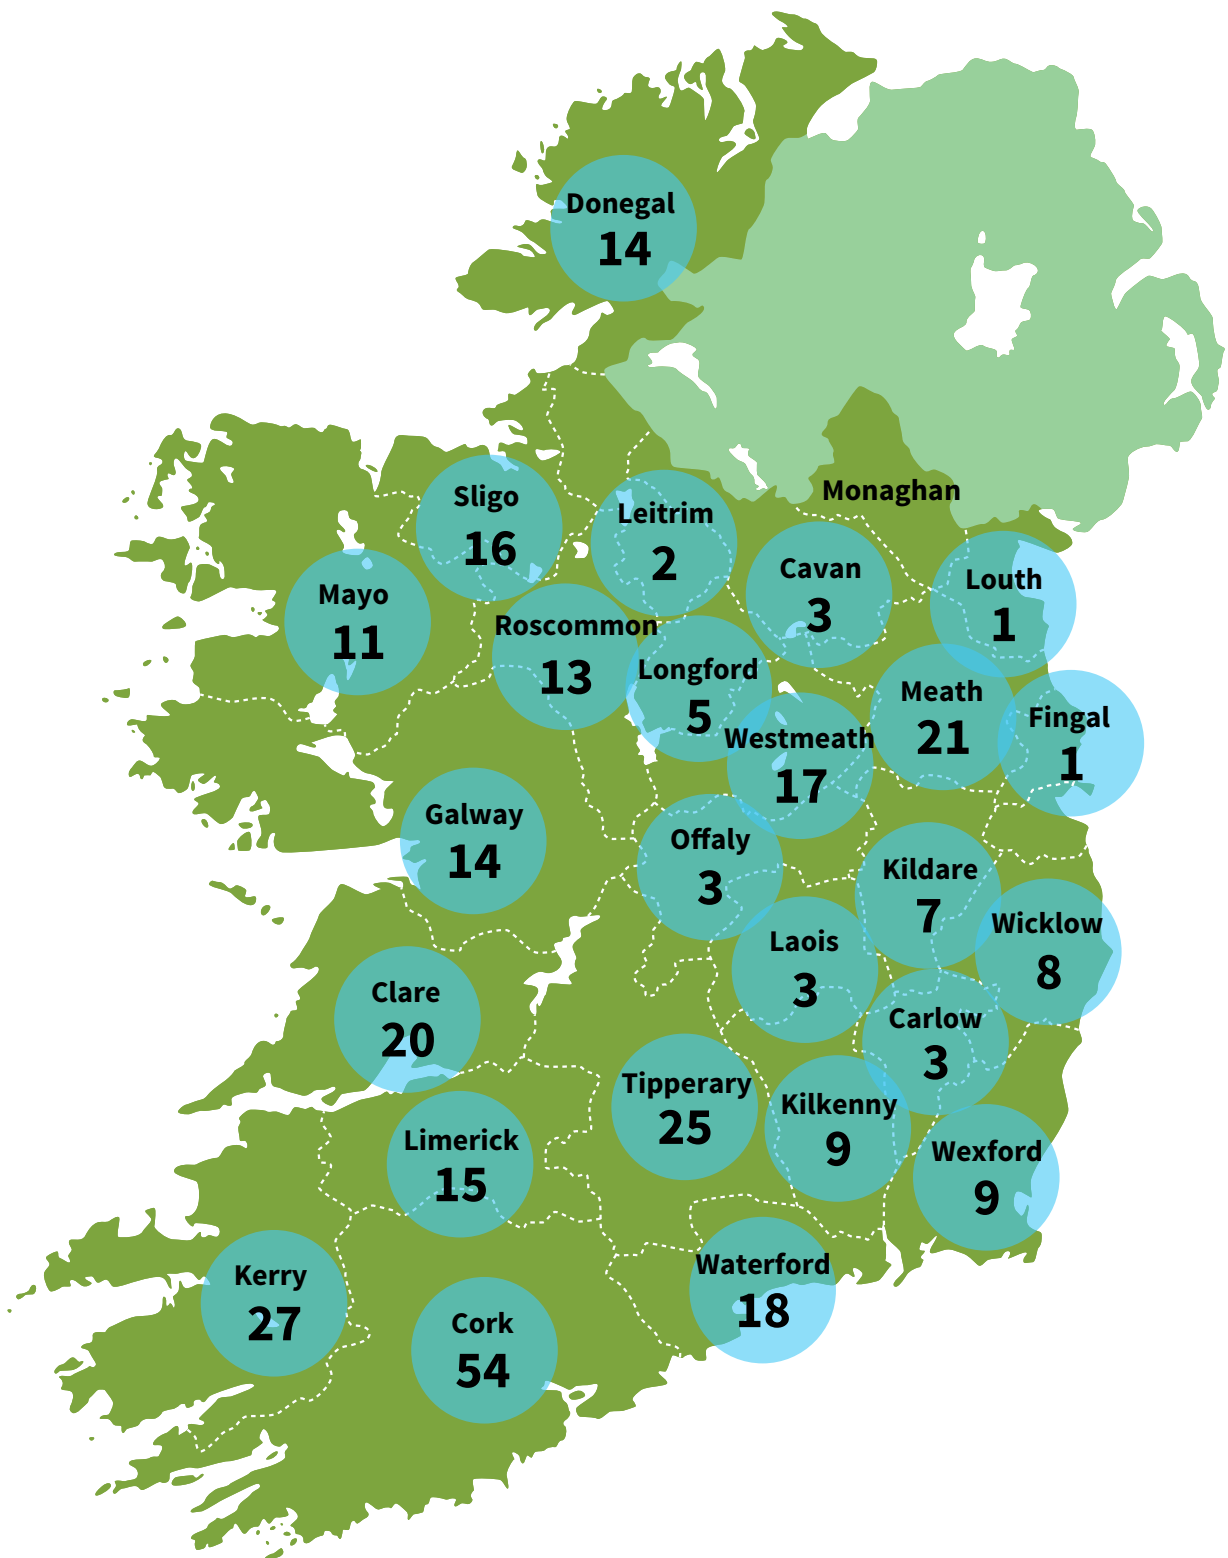 Donegal
14
Monaghan
Sligo
16
Leitrim
2
Cavan
3
Louth
1
Mayo
11
Roscommon
13
Longford
5
Meath
21
Fingal
1
Westmeath
17
Galway
14
Offaly
3
Kildare
7
Wicklow
8
Laois
3
Clare
20
Carlow
3
Tipperary
25
Kilkenny
9
Limerick
15
Wexford
9
Waterford
18
Kerry
27
Cork
54